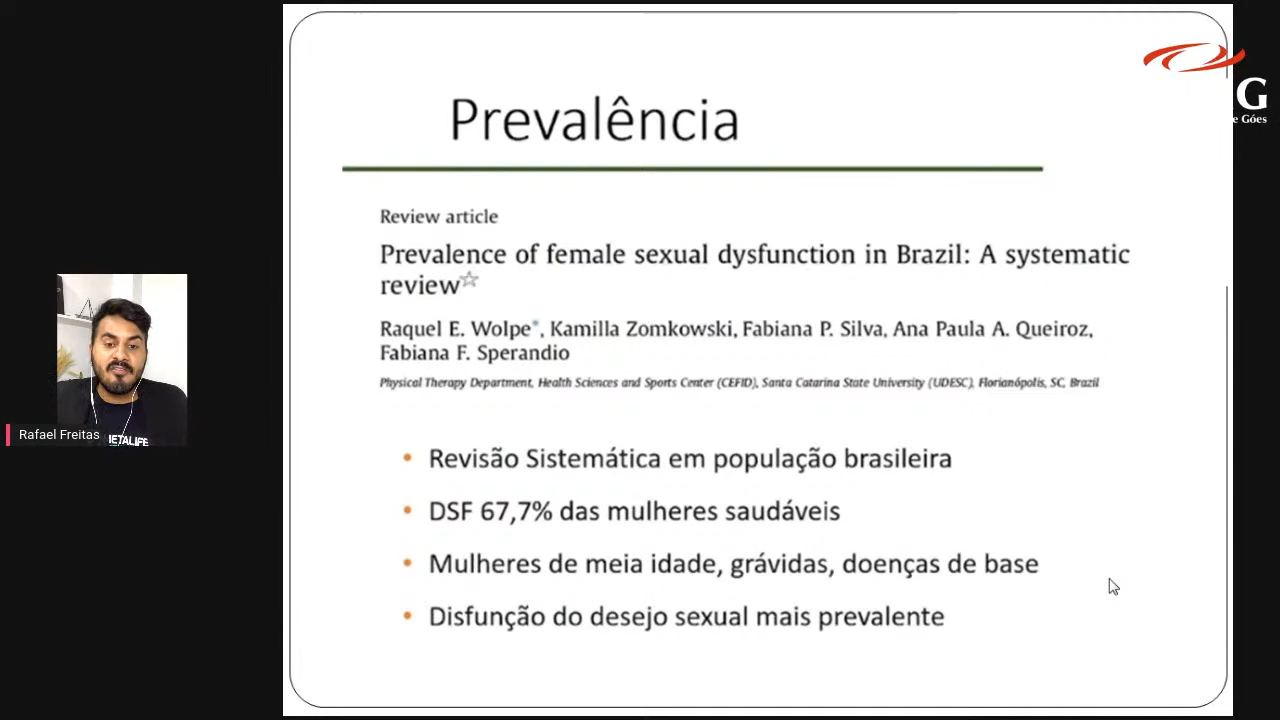 Prevalência
Review article
Prevalence of female sexual dysfunction in Brazil: A systematic
review☆
Raquel E. Wolpe*, Kamilla Zomkowski, Fabiana P. Silva, Ana Paula A. Queiroz,
Fabiana F. Sperandio
Physical Therapy Department, Health Sciences and Sports Center (CEFID), Santa Catarina State University (UDESC), Florianópolis, SC, Brazil
• Revisão Sistemática em população brasileira
• DSF 67,7% das mulheres saudáveis
• Mulheres de meia idade, grávidas, doenças de base
• Disfunção do desejo sexual mais prevalente
G
e Góes
Rafael Freitas
IETALIFE